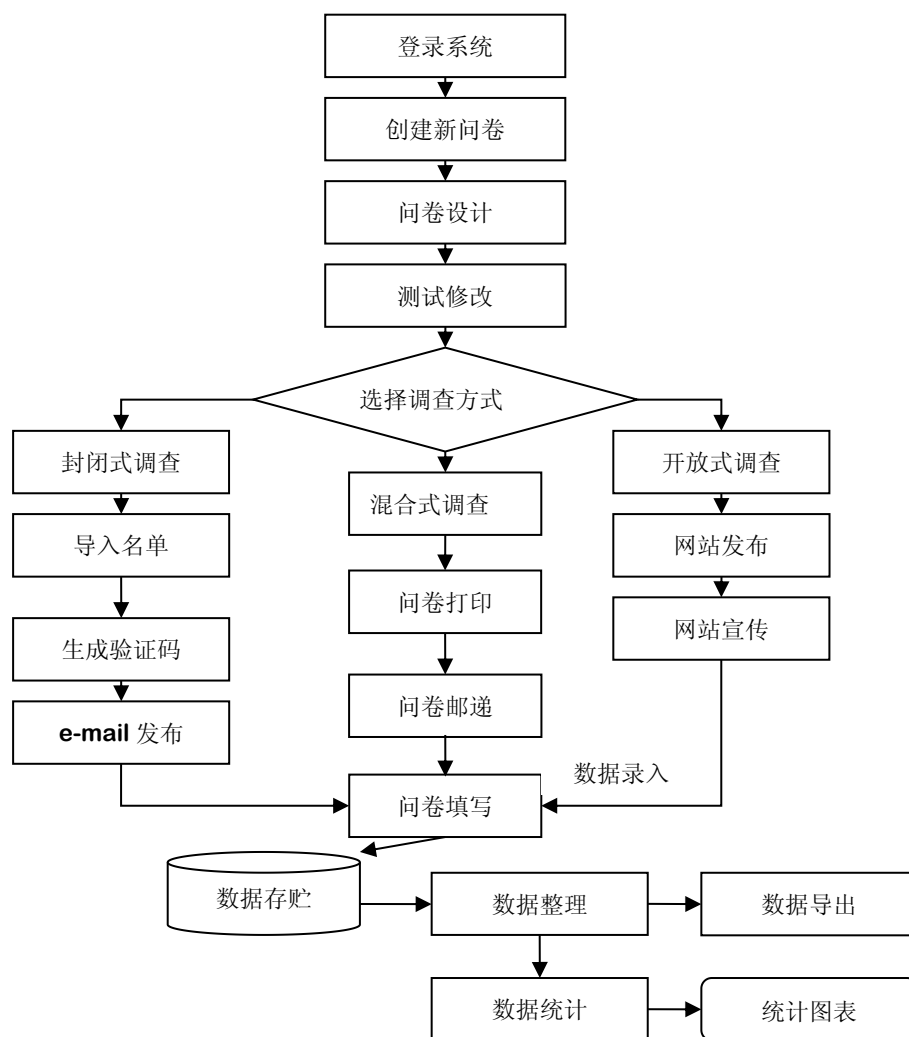 登录系统
创建新问卷
问卷设计
测试修改
选择调查方式
封闭式调查
开放式调查
混合式调查
导入名单
网站发布
问卷打印
生成验证码
网站宣传
问卷邮递
e-mail 发布
数据录入
问卷填写
数据存贮
数据整理
数据导出
数据统计
统计图表